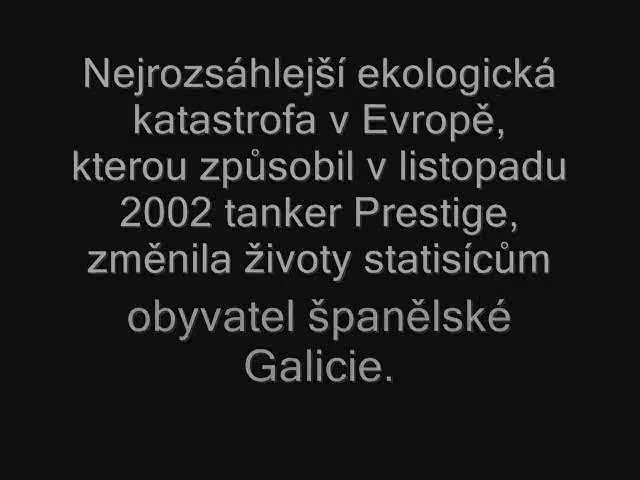 Nejrozsáhlejší ekologická
katastrofa v Evropě,
kterou způsobil v listopadu
2002 tanker Prestige,
změnila životy statisícům
obyvatel španělské
Galicie.